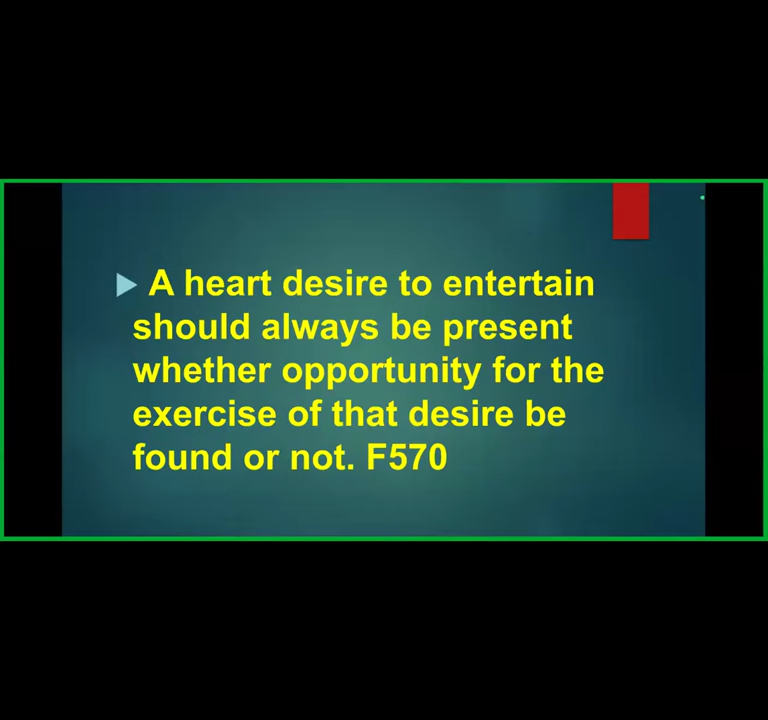 A heart desire to entertain
should always be present
whether opportunity for the
exercise of that desire be
found or not. F570